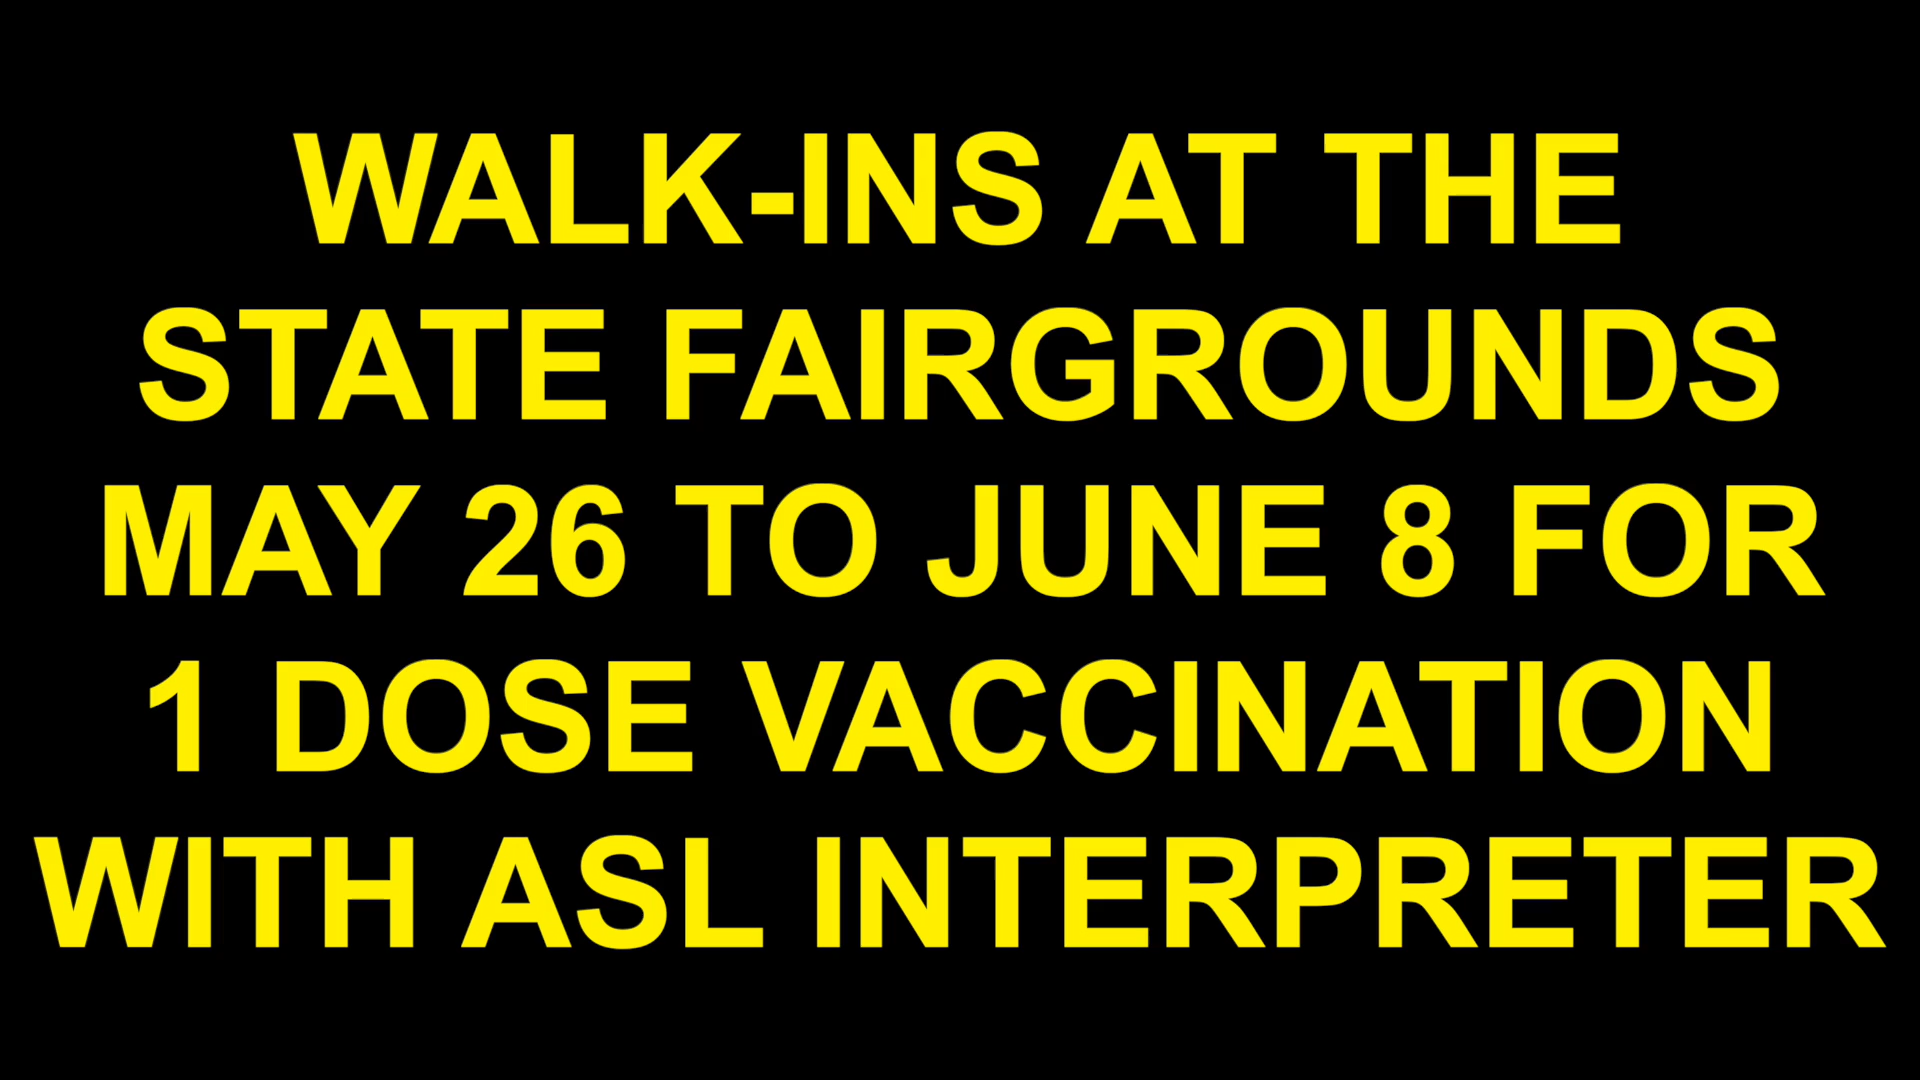 WALK-INS AT THE
STATE FAIRGROUNDS
MAY 26 TO JUNE 8 FOR
1 DOSE VACCINATION
WITH ASL INTERPRETER